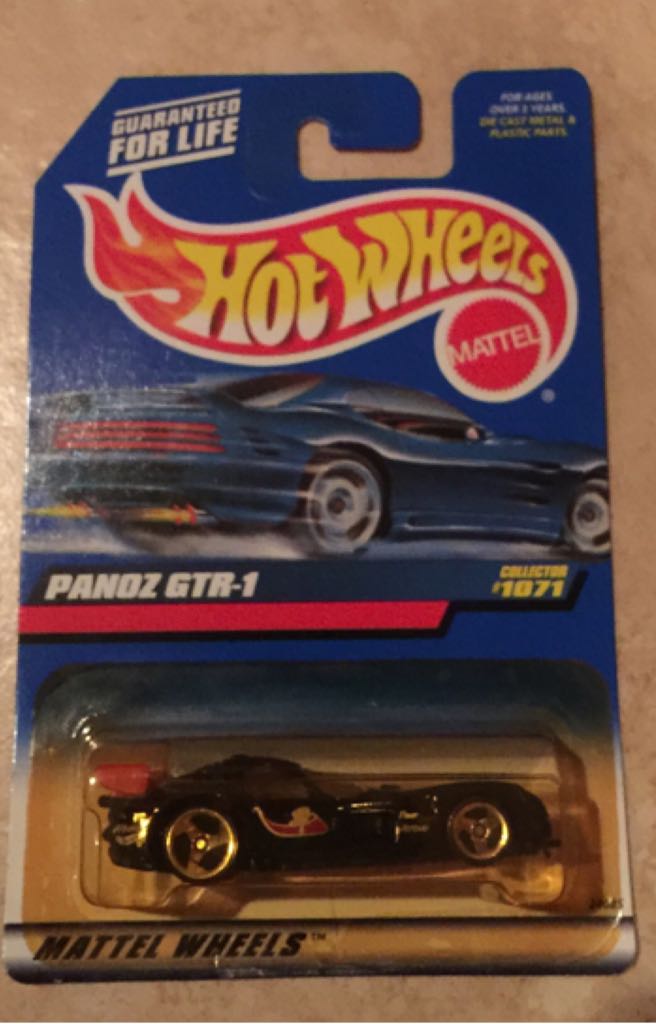 GUARANTEED
FOR LIFE
FOR AGES
OVER 3 YEARS.
DIE CAST METAL &
PLASTIC PARTS.
HOT WHEELS
MATTEL
®
PANOZ GTR-1
COLLECTOR
#1071
MATTEL WHEELS™